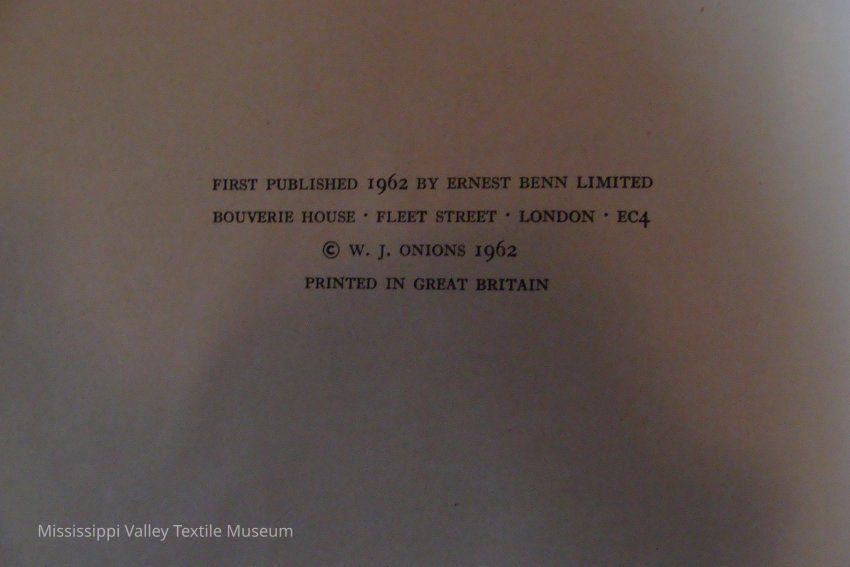 FIRST PUBLISHED 1962 BY ERNEST BENN LIMITED
BOUVERIE HOUSE · FLEET STREET · LONDON · EC4
© W. J. ONIONS 1962
PRINTED IN GREAT BRITAIN
Mississippi Valley Textile Museum